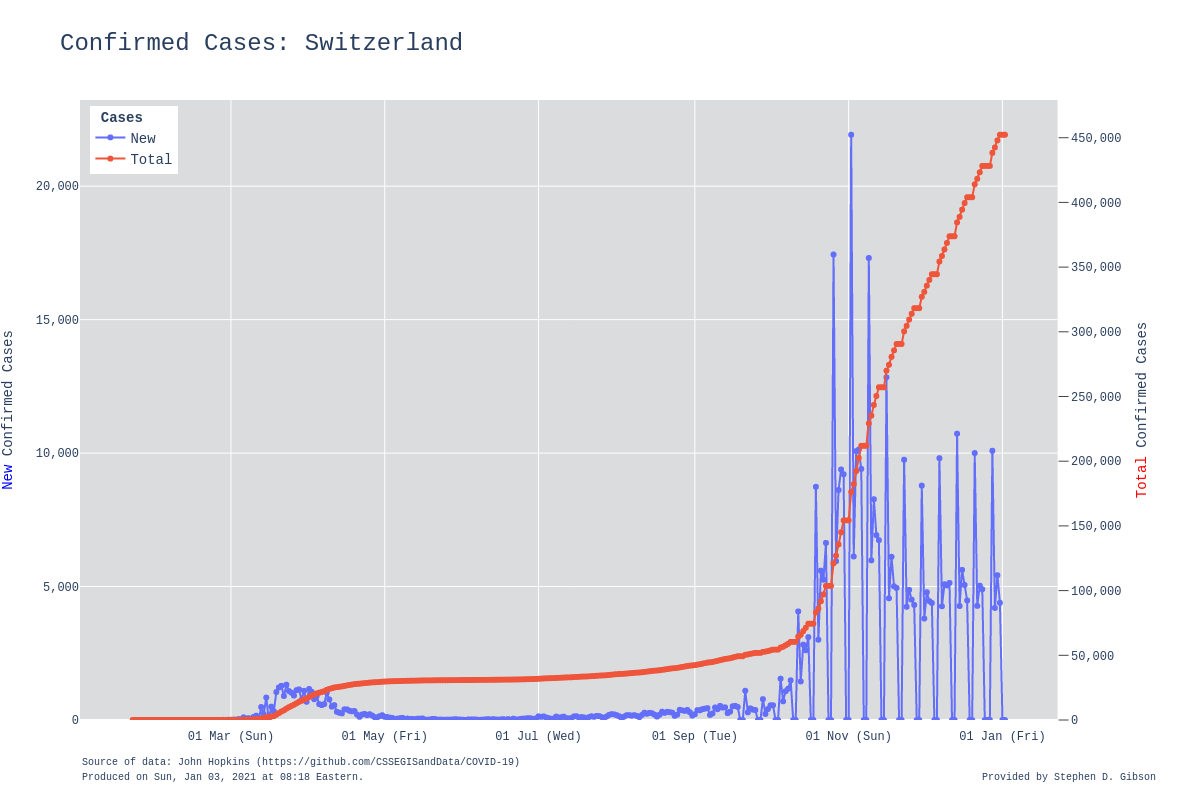 Confirmed Cases: Switzerland
Cases
New
Total
20,000
15,000
10,000
5,000
0
New Confirmed Cases
450,000
400,000
350,000
300,000
250,000
200,000
150,000
100,000
50,000
0
Total Confirmed Cases
01 Mar (Sun) 01 May (Fri) 01 Jul (Wed) 01 Sep (Tue) 01 Nov (Sun) 01 Jan (Fri)
Source of data: John Hopkins (https://github.com/CSSEGISandData/COVID-19)
Produced on Sun, Jan 03, 2021 at 08:18 Eastern.
Provided by Stephen D. Gibson